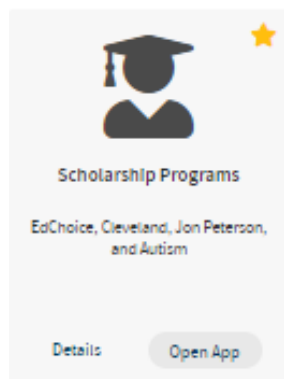 Scholarship Programs
EdChoice, Cleveland, Jon Peterson,
and Autism
Details
Open App